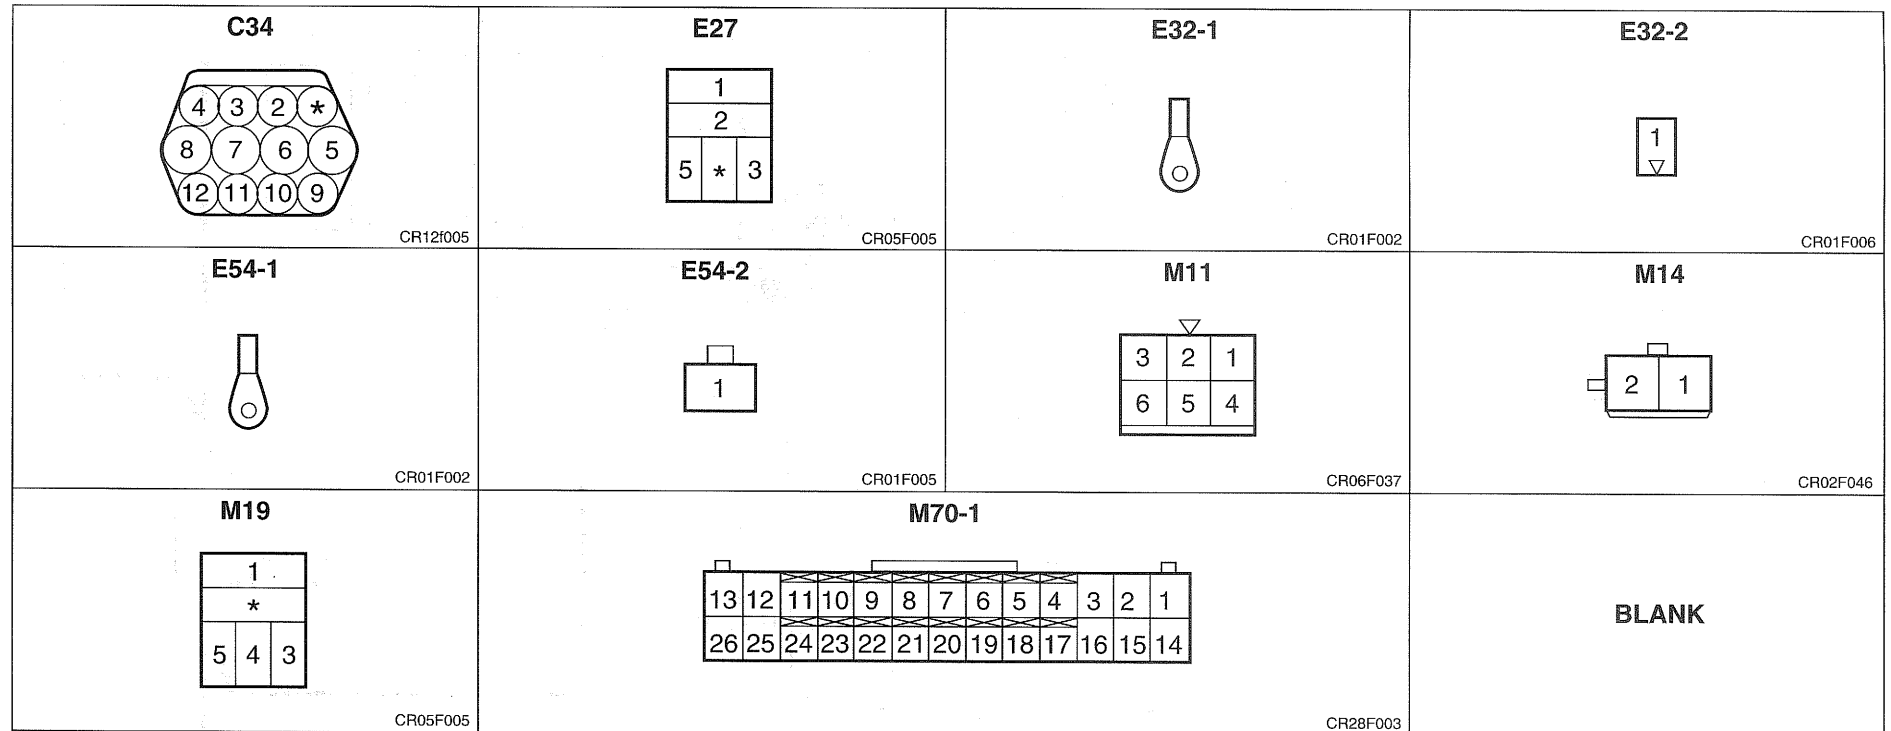 C34
4 3 2 *
8 7 6 5
12 11 10 9
CR12f005
E27
1
2
5 * 3
CR05F005
E32-1
CR01F002
E32-2
1
CR01F006
E54-1
CR01F002
E54-2
1
CR01F005
M11
3 2 1
6 5 4
CR06F037
M14
2 1
CR02F046
M19
1
*
5 4 3
CR05F005
M70-1
13 12 11 10 9 8 7 6 5 4 3 2 1
26 25 24 23 22 21 20 19 18 17 16 15 14
CR28F003
BLANK